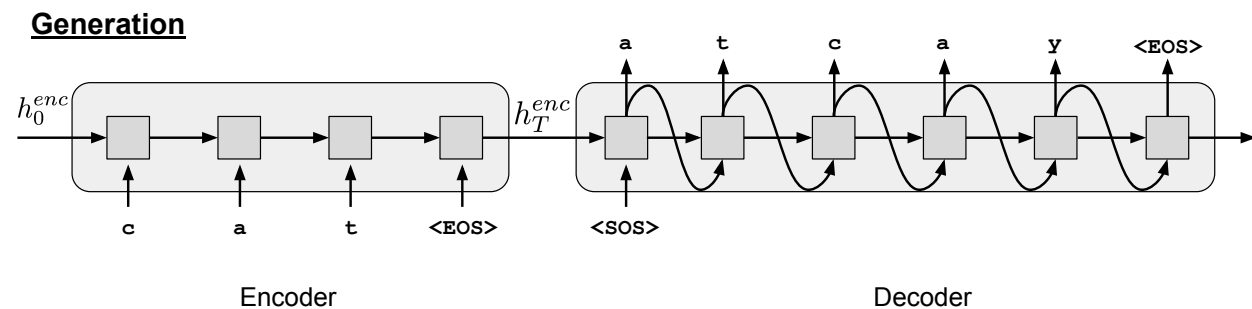 Generation
a t c a y <EOS>
h_0^{enc} h_T^{enc}
c a t <EOS> <SOS>
Encoder Decoder